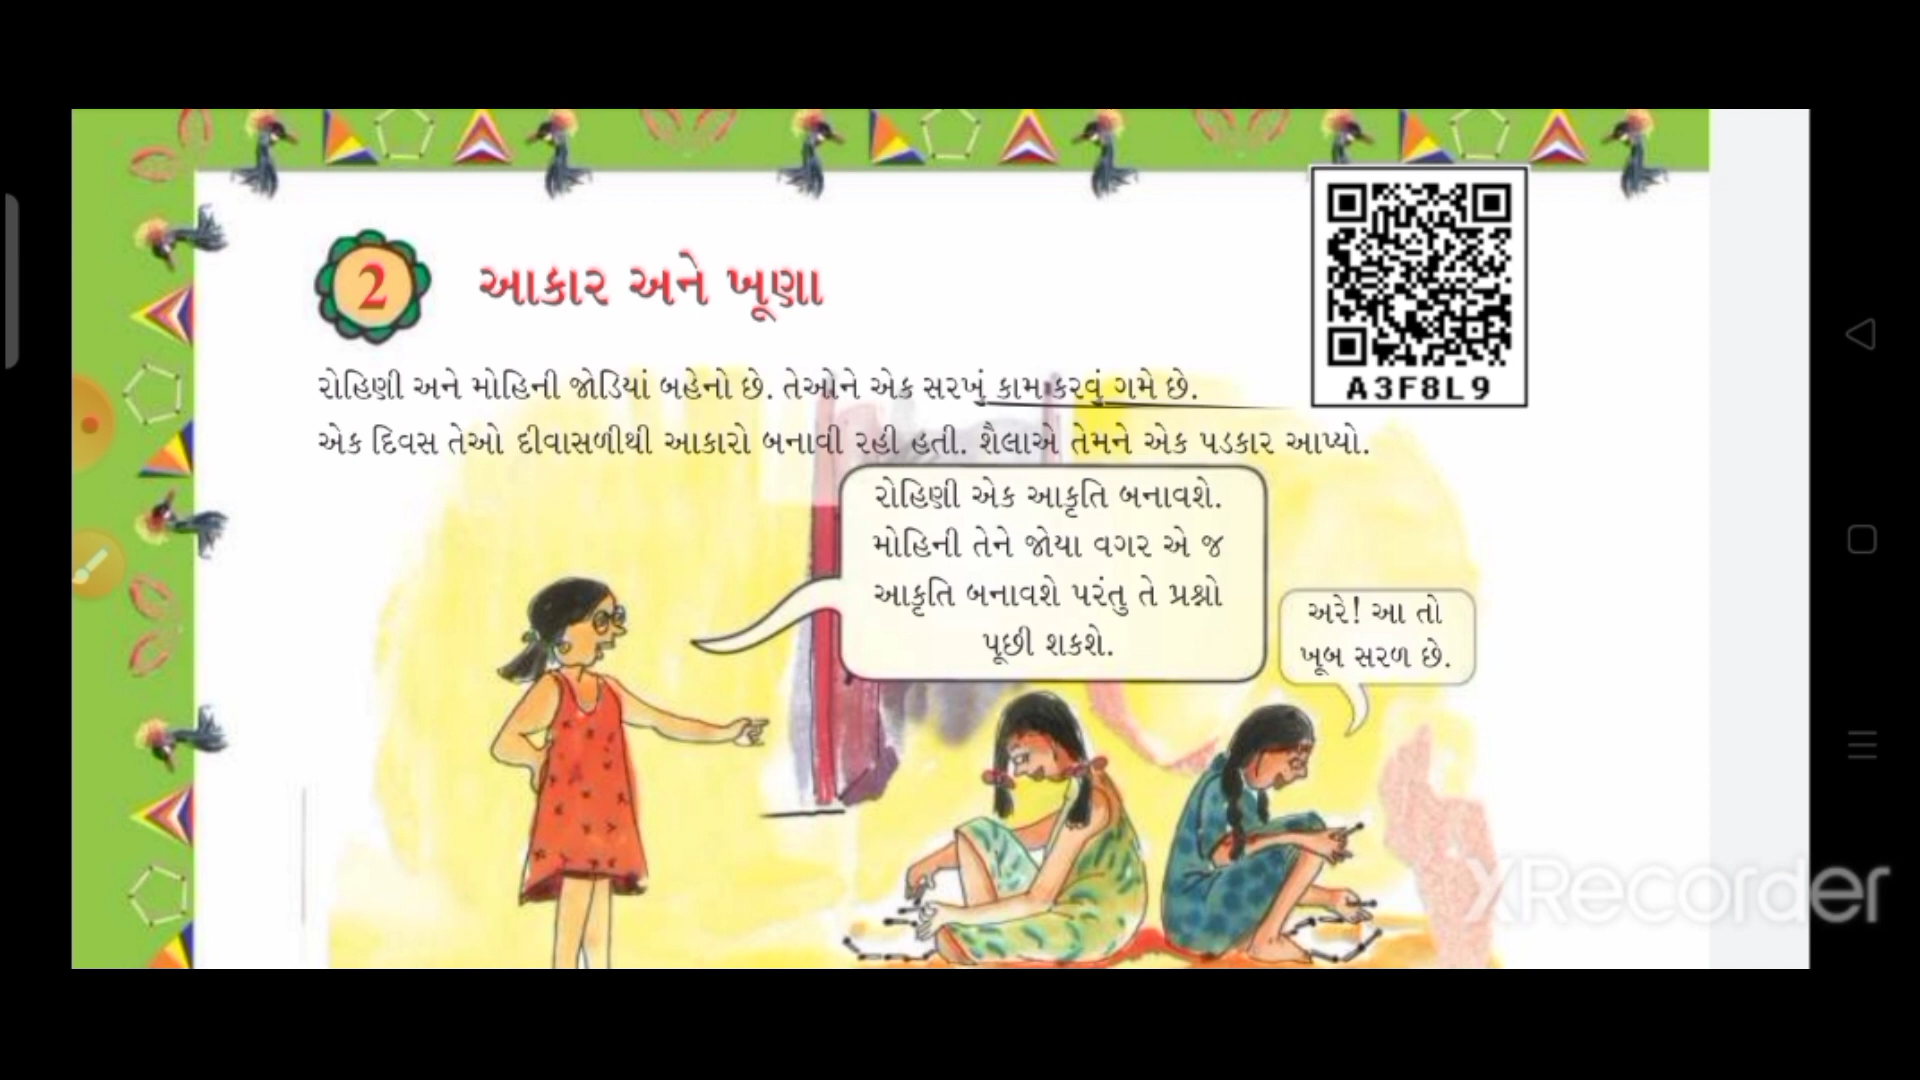 2 આકાર અને ખૂણા
A3F8L9
રોહિણી અને મોહિની જોડિયાં બહેનો છે. તેઓને એક સરખું કામ કરવું ગમે છે.
એક દિવસ તેઓ દીવાસળીથી આકારો બનાવી રહી હતી. શૈલાએ તેમને એક પડકાર આપ્યો.
રોહિણી એક આકૃતિ બનાવશે.
મોહિની તેને જોયા વગર એ જ
આકૃતિ બનાવશે પરંતુ તે પ્રશ્નો
પૂછી શકશે.
અરે! આ તો
ખૂબ સરળ છે.
XRecorder